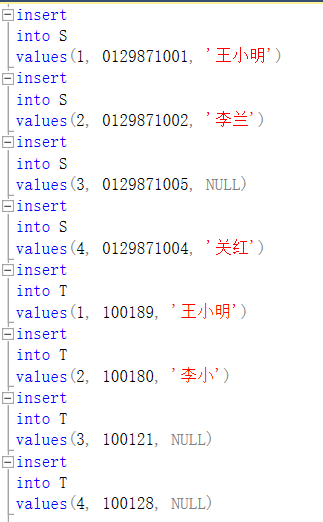 insert
into S
values(1, 0129871001, '王小明')
insert
into S
values(2, 0129871002, '李兰')
insert
into S
values(3, 0129871005, NULL)
insert
into S
values(4, 0129871004, '关红')
insert
into T
values(1, 100189, '王小明')
insert
into T
values(2, 100180, '李小')
insert
into T
values(3, 100121, NULL)
insert
into T
values(4, 100128, NULL)